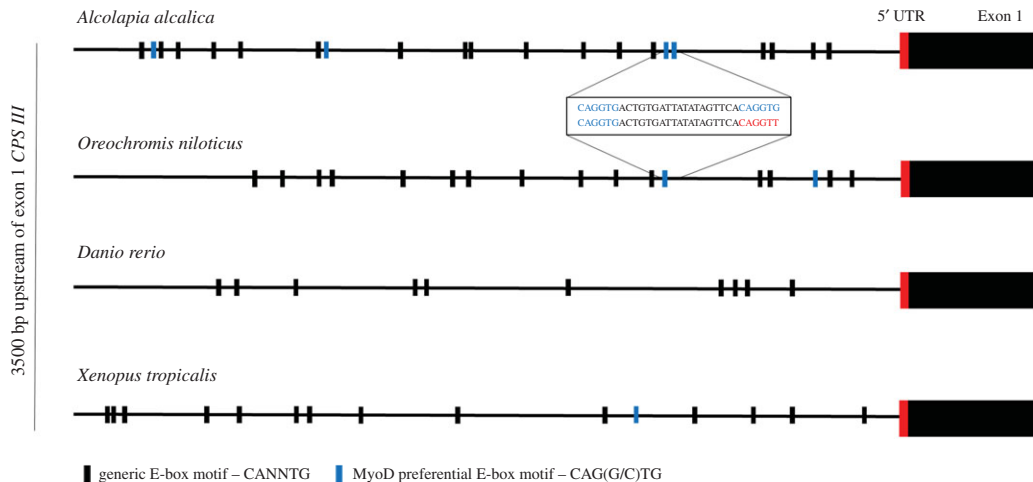 Alcolapia alcalica
5′ UTR Exon 1
CAGGTGACTGTGATTATATAGTTCACAGGTG
CAGGTGACTGTGATTATATAGTTCACAGGTT
Oreochromis niloticus
Danio rerio
Xenopus tropicalis
3500 bp upstream of exon 1 CPS III
generic E-box motif – CANNTG MyoD preferential E-box motif – CAG(G/C)TG